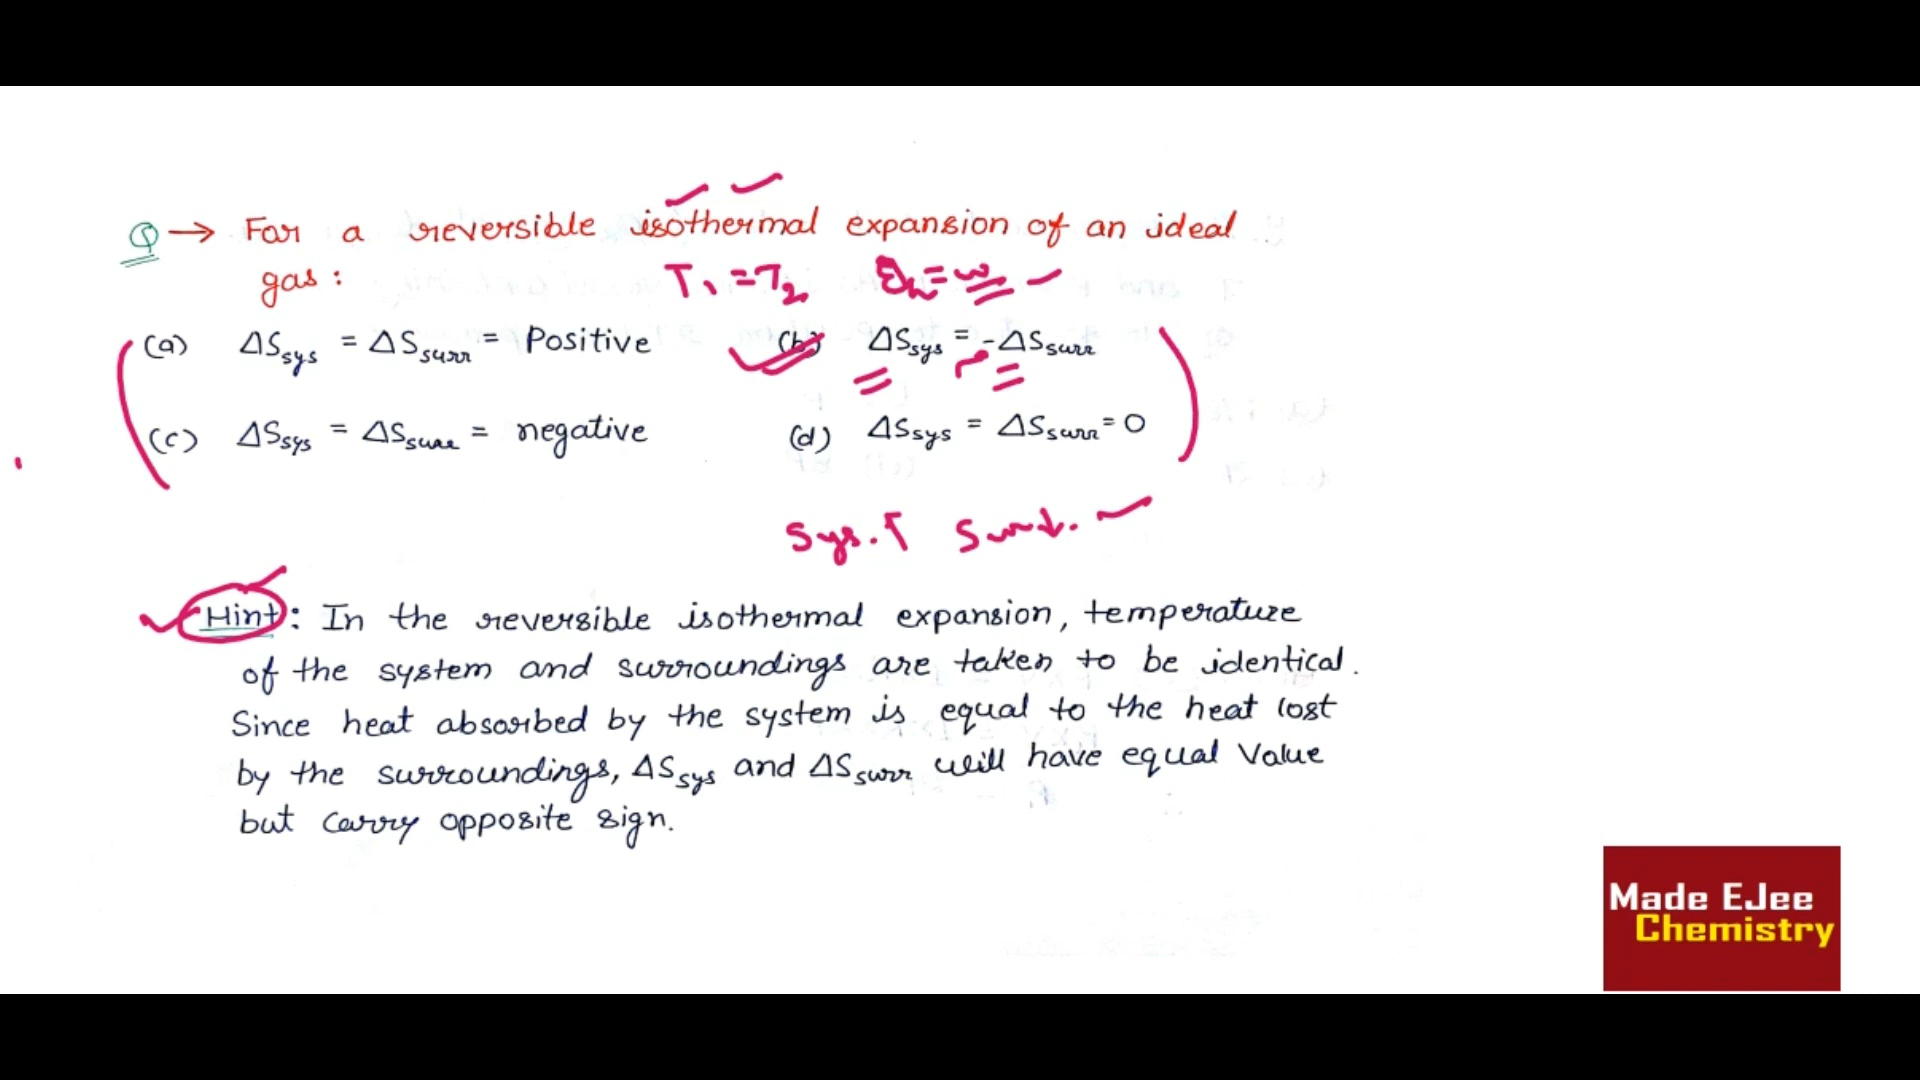 Q → For a reversible isothermal expansion of an ideal
gas :
T₁ = T₂ = w
(a) ΔSsys = ΔSsurr = Positive (b) ΔSsys = -ΔSsurr
(c) ΔSsys = ΔSsurr = negative (d) ΔSsys = ΔSsurr = 0
Sys. ↑ Surr ↓.
Hint : In the reversible isothermal expansion, temperature
of the system and surroundings are taken to be identical.
Since heat absorbed by the system is equal to the heat lost
by the surroundings, ΔSsys and ΔSsurr will have equal Value
but carry opposite sign.
Made EJee
Chemistry